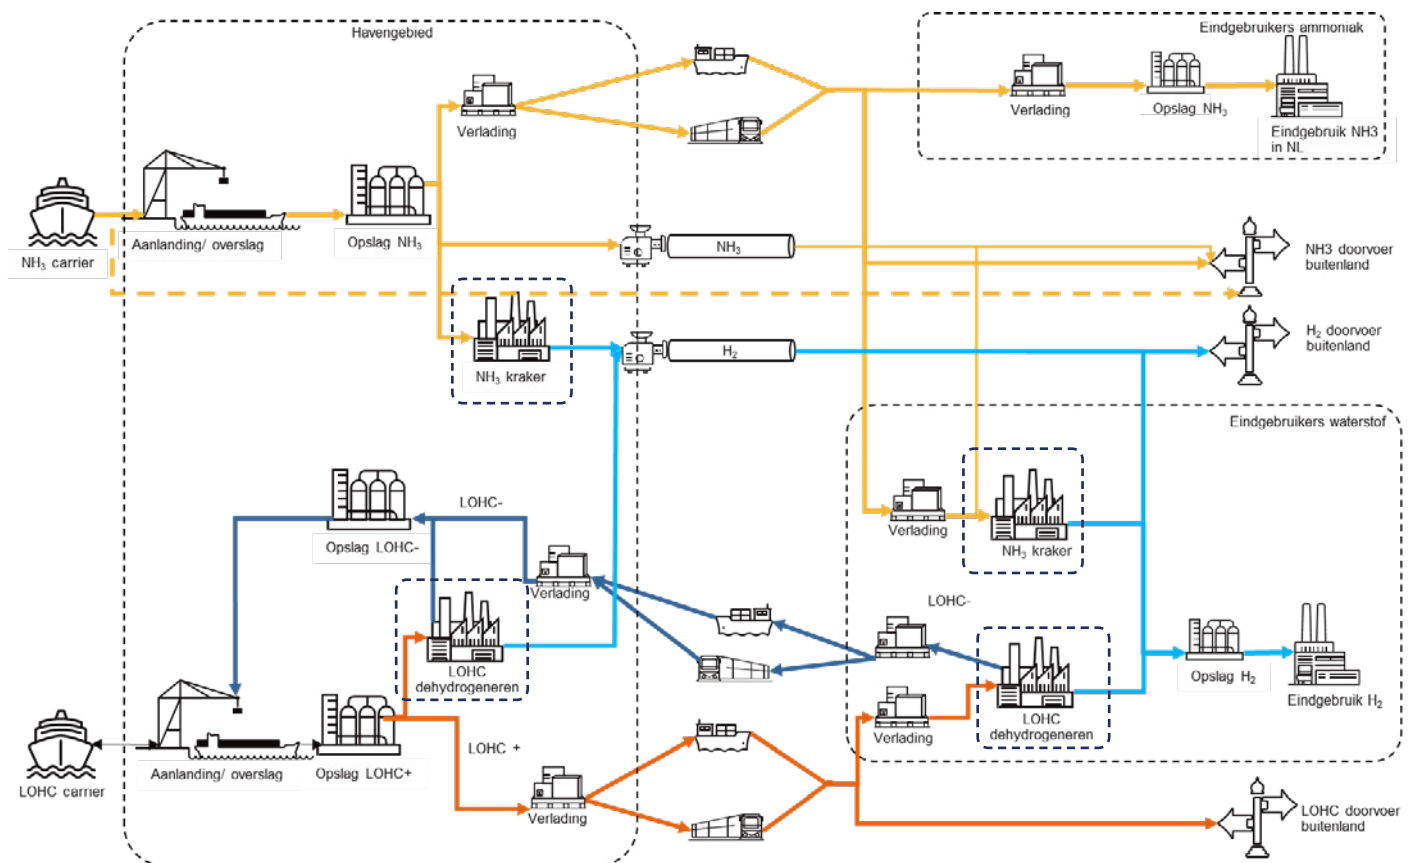 Havengebied
Eindgebruikers ammoniak
Verlading
Verlading
Opslag NH₃
Eindgebruik NH3
in NL
NH₃ carrier
Aanlanding/ overslag
Opslag NH₃
NH₃
NH3 doorvoer
buitenland
NH₃ kraker
H₂
H₂ doorvoer
buitenland
Eindgebruikers waterstof
LOHC-
Opslag LOHC-
Verlading
NH₃ kraker
Verlading
LOHC-
LOHC
dehydrogeneren
Opslag H₂
Eindgebruik H₂
Verlading
LOHC
dehydrogeneren
LOHC +
LOHC carrier
Aanlanding/ overslag
Opslag LOHC+
Verlading
LOHC doorvoer
buitenland